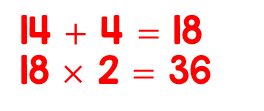 14 + 4 = 18
18 × 2 = 36